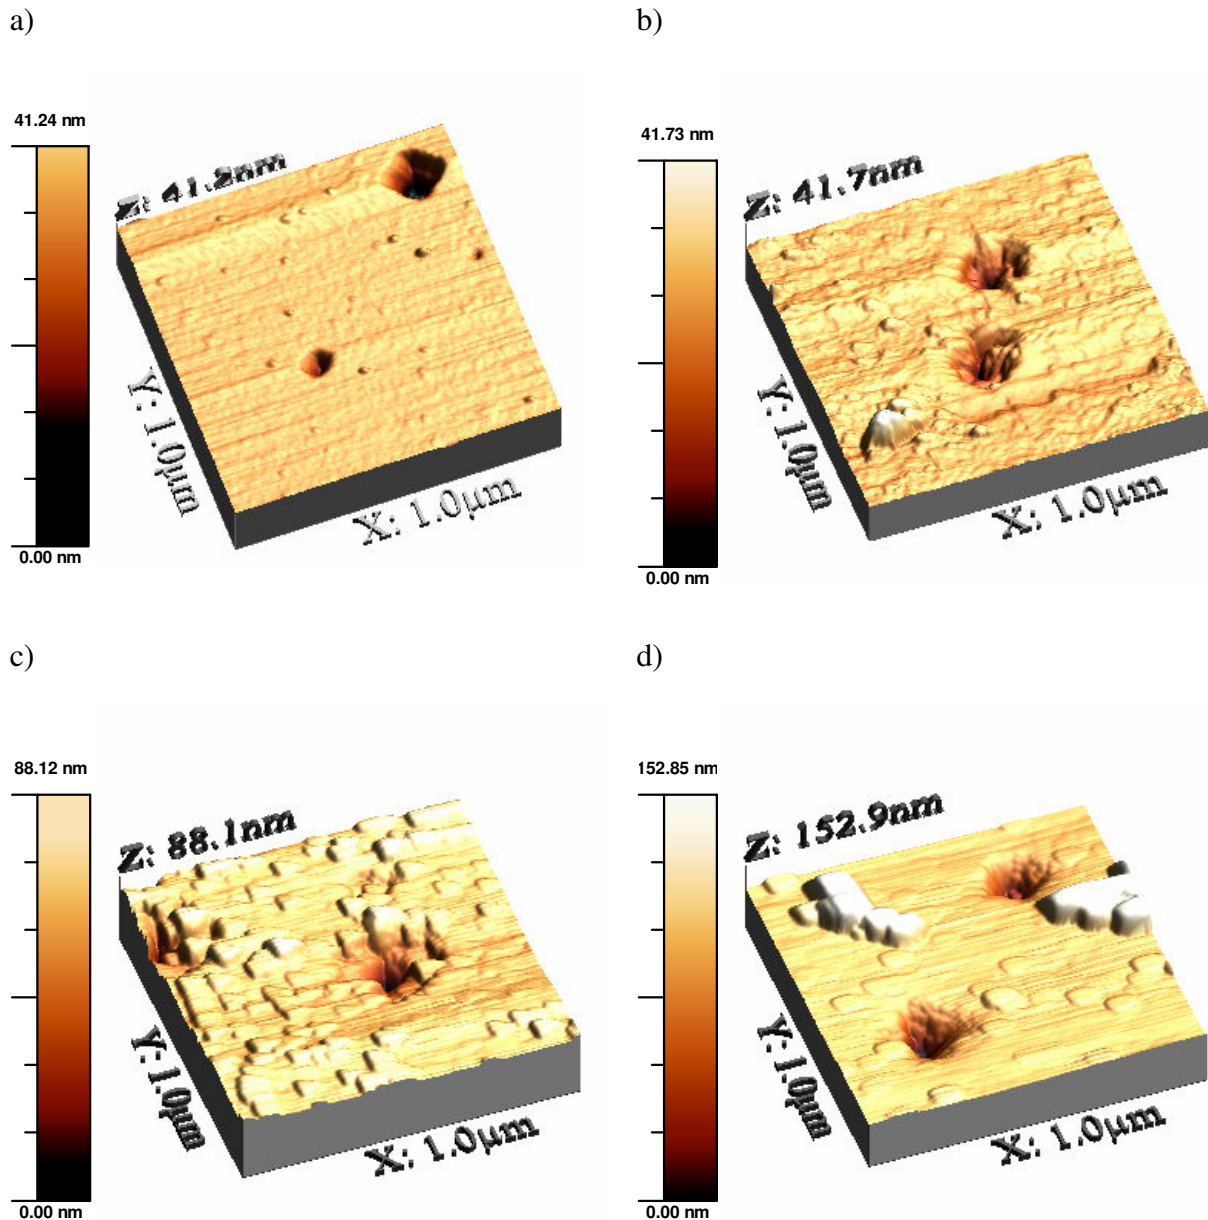 a)
41.24 nm
Z: 41.2nm
Y: 1.0µm
X: 1.0µm
0.00 nm
b)
41.73 nm
Z: 41.7nm
Y: 1.0µm
X: 1.0µm
0.00 nm
c)
88.12 nm
Z: 88.1nm
Y: 1.0µm
X: 1.0µm
0.00 nm
d)
152.85 nm
Z: 152.9nm
Y: 1.0µm
X: 1.0µm
0.00 nm